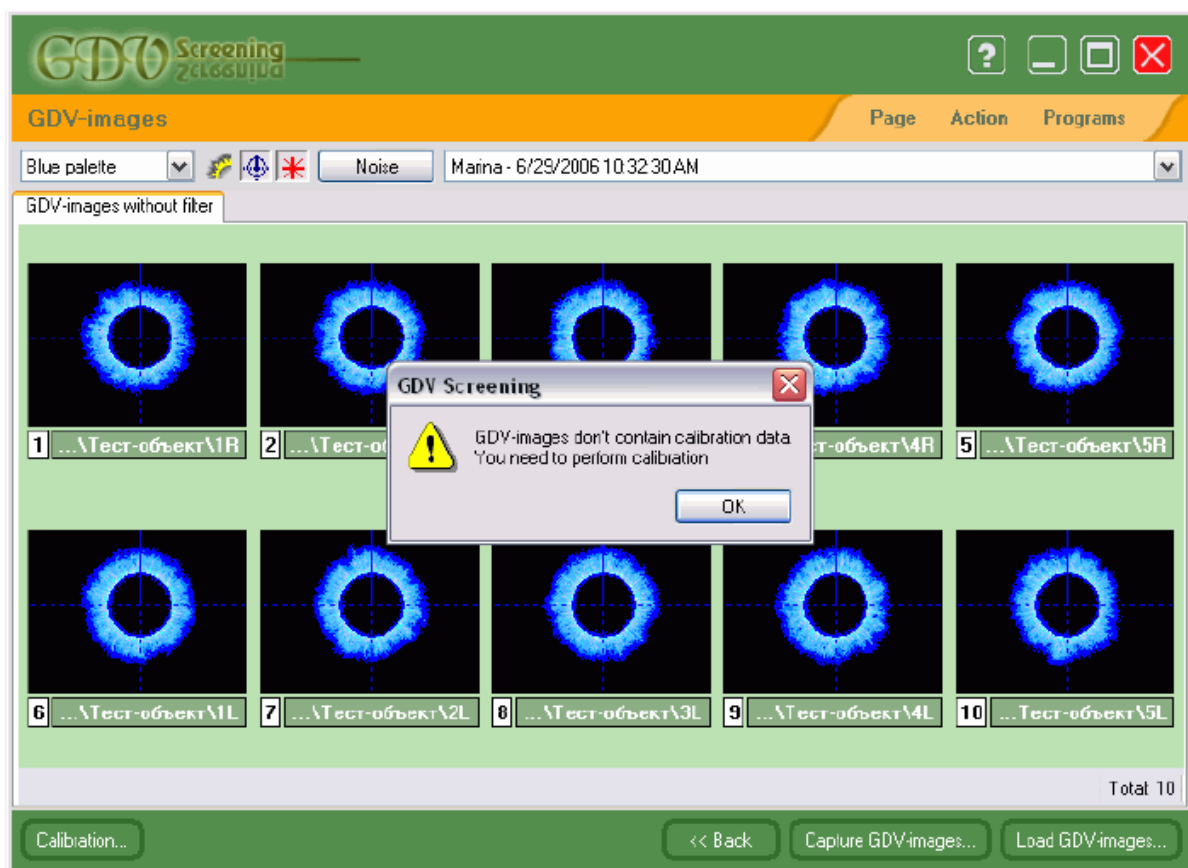 GDV Screening
GDV-images
Page Action Programs
Blue palette Noise Marina - 6/29/2006 10:32:30 AM
GDV-images without filter
1 ...\Тест-объект\1R 2 ...\Тест-об т-объект\4R 5 ...\Тест-объект\5R
GDV Screening
GDV-images don't contain calibration data
You need to perform calibration
OK
6 ...\Тест-объект\1L 7 ...\Тест-объект\2L 8 ...\Тест-объект\3L 9 ...\Тест-объект\4L 10 ...Тест-объект\5L
Total: 10
Calibration... << Back Capture GDV-images... Load GDV-images...